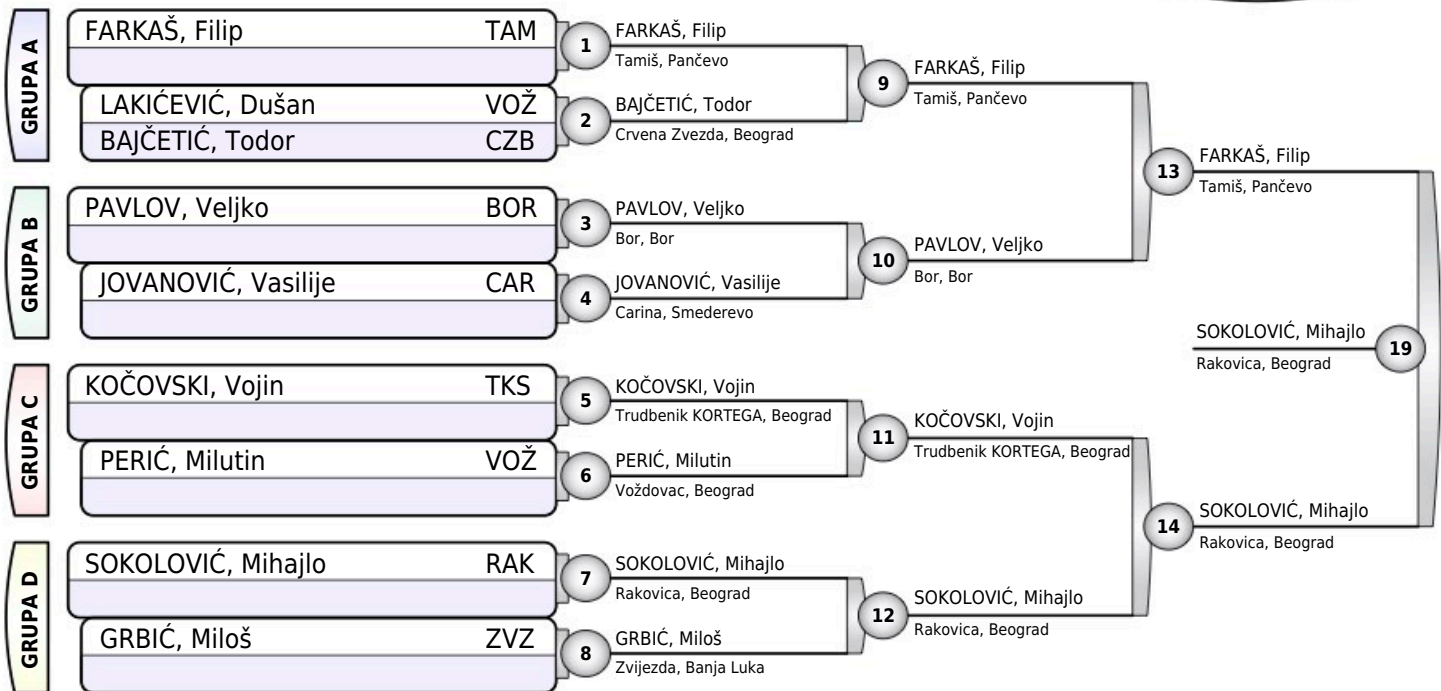 GRUPA A
FARKAŠ, Filip TAM
LAKIĆEVIĆ, Dušan VOŽ
BAJČETIĆ, Todor CZB
1
FARKAŠ, Filip
Tamiš, Pančevo
2
BAJČETIĆ, Todor
Crvena Zvezda, Beograd
9
FARKAŠ, Filip
Tamiš, Pančevo
GRUPA B
PAVLOV, Veljko BOR
JOVANOVIĆ, Vasilije CAR
3
PAVLOV, Veljko
Bor, Bor
4
JOVANOVIĆ, Vasilije
Carina, Smederevo
10
PAVLOV, Veljko
Bor, Bor
13
FARKAŠ, Filip
Tamiš, Pančevo
GRUPA C
KOČOVSKI, Vojin TKS
PERIĆ, Milutin VOŽ
5
KOČOVSKI, Vojin
Trudbenik KORTEGA, Beograd
6
PERIĆ, Milutin
Voždovac, Beograd
11
KOČOVSKI, Vojin
Trudbenik KORTEGA, Beograd
GRUPA D
SOKOLOVIĆ, Mihajlo RAK
GRBIĆ, Miloš ZVZ
7
SOKOLOVIĆ, Mihajlo
Rakovica, Beograd
8
GRBIĆ, Miloš
Zvijezda, Banja Luka
12
SOKOLOVIĆ, Mihajlo
Rakovica, Beograd
14
SOKOLOVIĆ, Mihajlo
Rakovica, Beograd
SOKOLOVIĆ, Mihajlo
Rakovica, Beograd
19